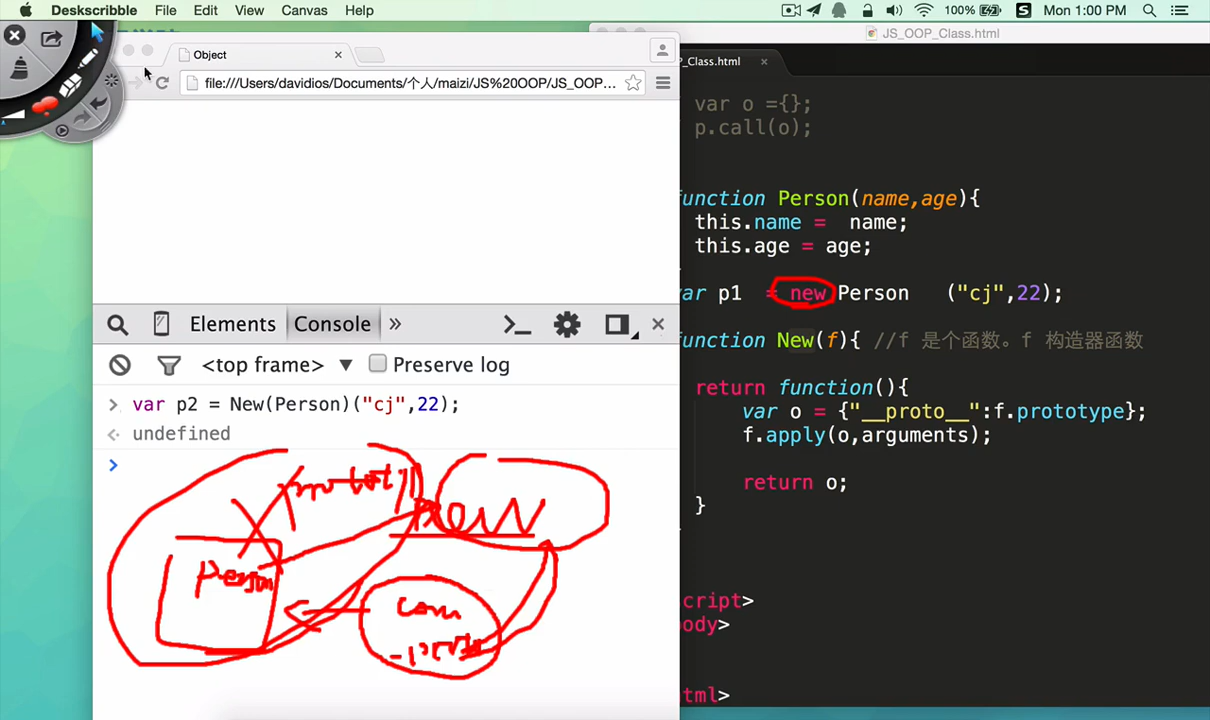 Deskscribble File Edit View Canvas Help
100% S Mon 1:00 PM
Object
file:///Users/davidios/Documents/个人/maizi/JS%20OOP/JS_OOP...
Elements Console »
<top frame> ▼ Preserve log
> var p2 = New(Person)("cj",22);
undefined
>
new
Person
JS_OOP_Class.html
P_Class.html ×
var o ={};
p.call(o);
unction Person(name,age){
this.name = name;
this.age = age;
ar p1 = new Person ("cj",22);
unction New(f){ //f 是个函数。f 构造器函数
return function(){
var o = {"__proto__":f.prototype};
f.apply(o,arguments);
return o;
}
cript>
ody>
tml>